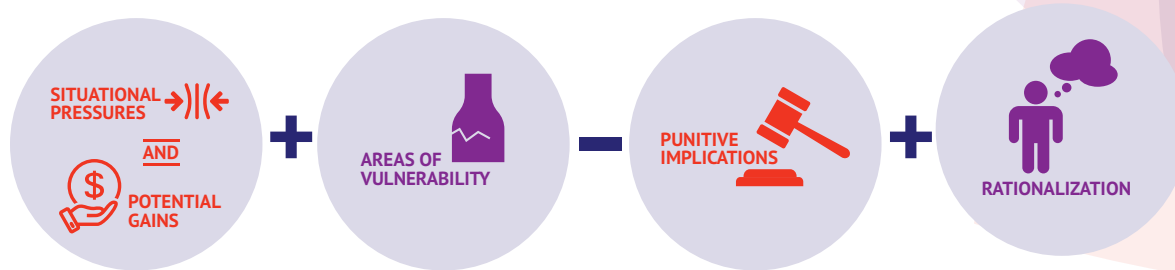 SITUATIONAL
PRESSURES
AND
$
POTENTIAL
GAINS
+
AREAS OF
VULNERABILITY
–
PUNITIVE
IMPLICATIONS
+
RATIONALIZATION